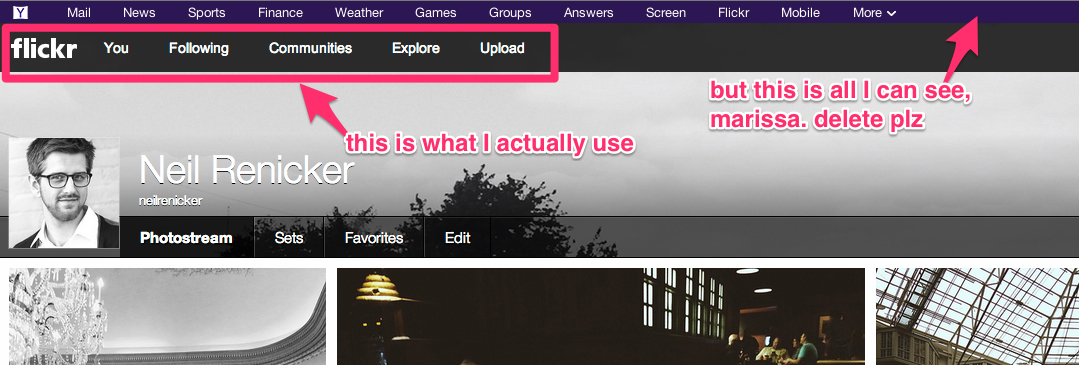 Y Mail News Sports Finance Weather Games Groups Answers Screen Flickr Mobile More
flickr You Following Communities Explore Upload
but this is all I can see,
marissa. delete plz
this is what I actually use
Neil Renicker
neilrenicker
Photostream Sets Favorites Edit